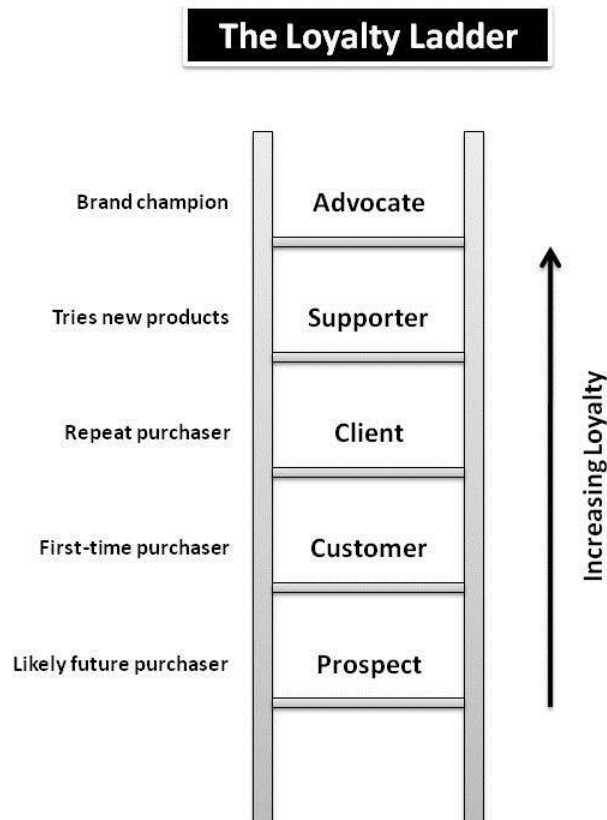 The Loyalty Ladder
Brand champion
Advocate
Tries new products
Supporter
Repeat purchaser
Client
First-time purchaser
Customer
Likely future purchaser
Prospect
Increasing Loyalty